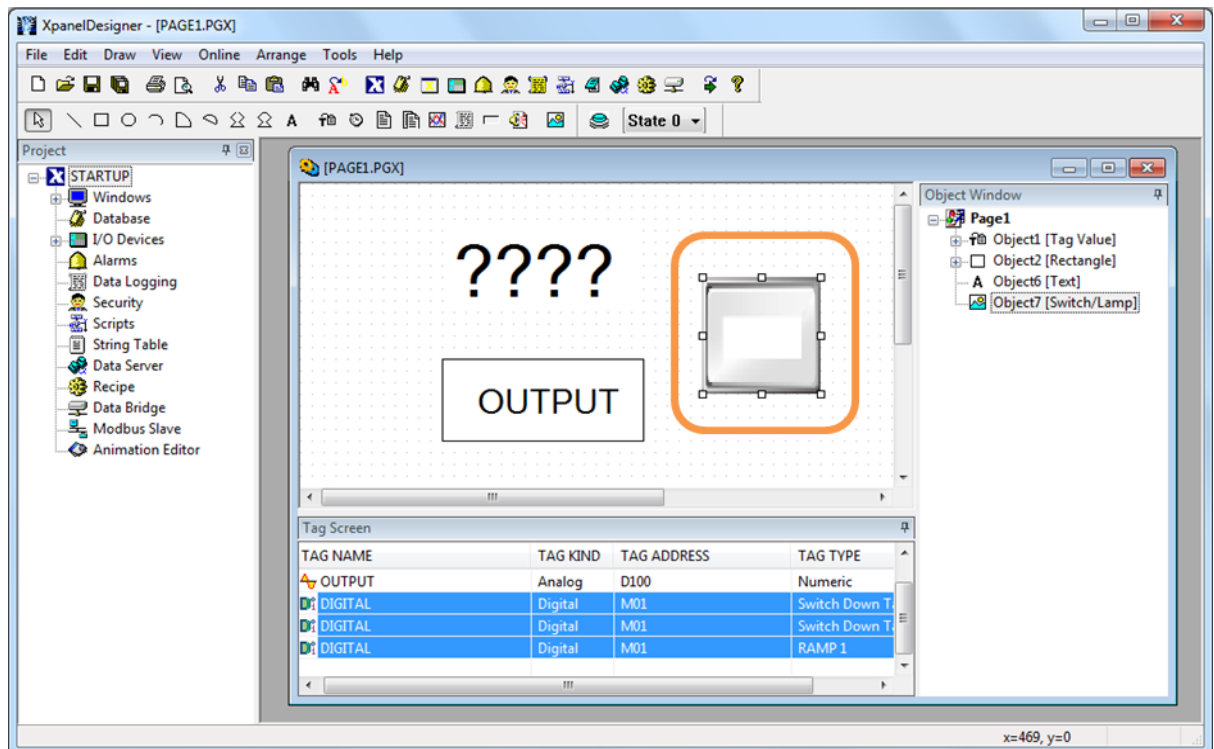 XpanelDesigner - [PAGE1.PGX]
File Edit Draw View Online Arrange Tools Help
State 0
Project
STARTUP
Windows
Database
I/O Devices
Alarms
Data Logging
Security
Scripts
String Table
Data Server
Recipe
Data Bridge
Modbus Slave
Animation Editor
[PAGE1.PGX]
????
OUTPUT
Object Window
Page1
Object1 [Tag Value]
Object2 [Rectangle]
A Object6 [Text]
Object7 [Switch/Lamp]
Tag Screen
TAG NAME TAG KIND TAG ADDRESS TAG TYPE
OUTPUT Analog D100 Numeric
DIGITAL Digital M01 Switch Down T
DIGITAL Digital M01 Switch Down T
DIGITAL Digital M01 RAMP 1
x=469, y=0